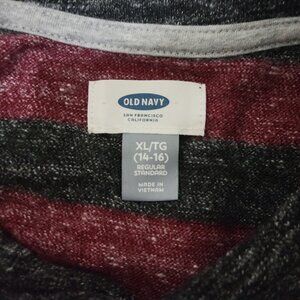 OLD NAVY
SAN FRANCISCO
CALIFORNIA
XL/TG
(14-16)
REGULAR
STANDARD
MADE IN
VIETNAM